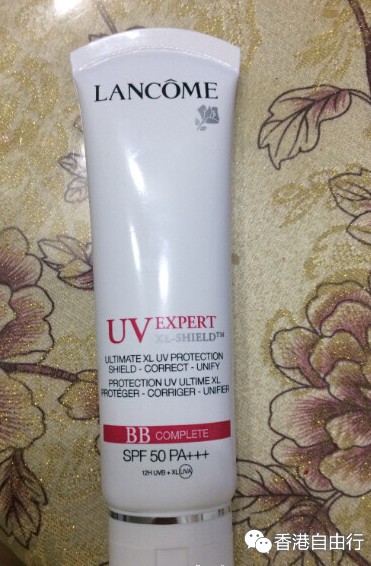 LANCÔME
UV EXPERT
XL-SHIELD™
ULTIMATE XL UV PROTECTION
SHIELD - CORRECT - UNIFY
PROTECTION UV ULTIME XL
PROTÉGER - CORRIGER - UNIFIER
BB COMPLETE
SPF 50 PA+++
12H UVB + XL UVA
香港自由行